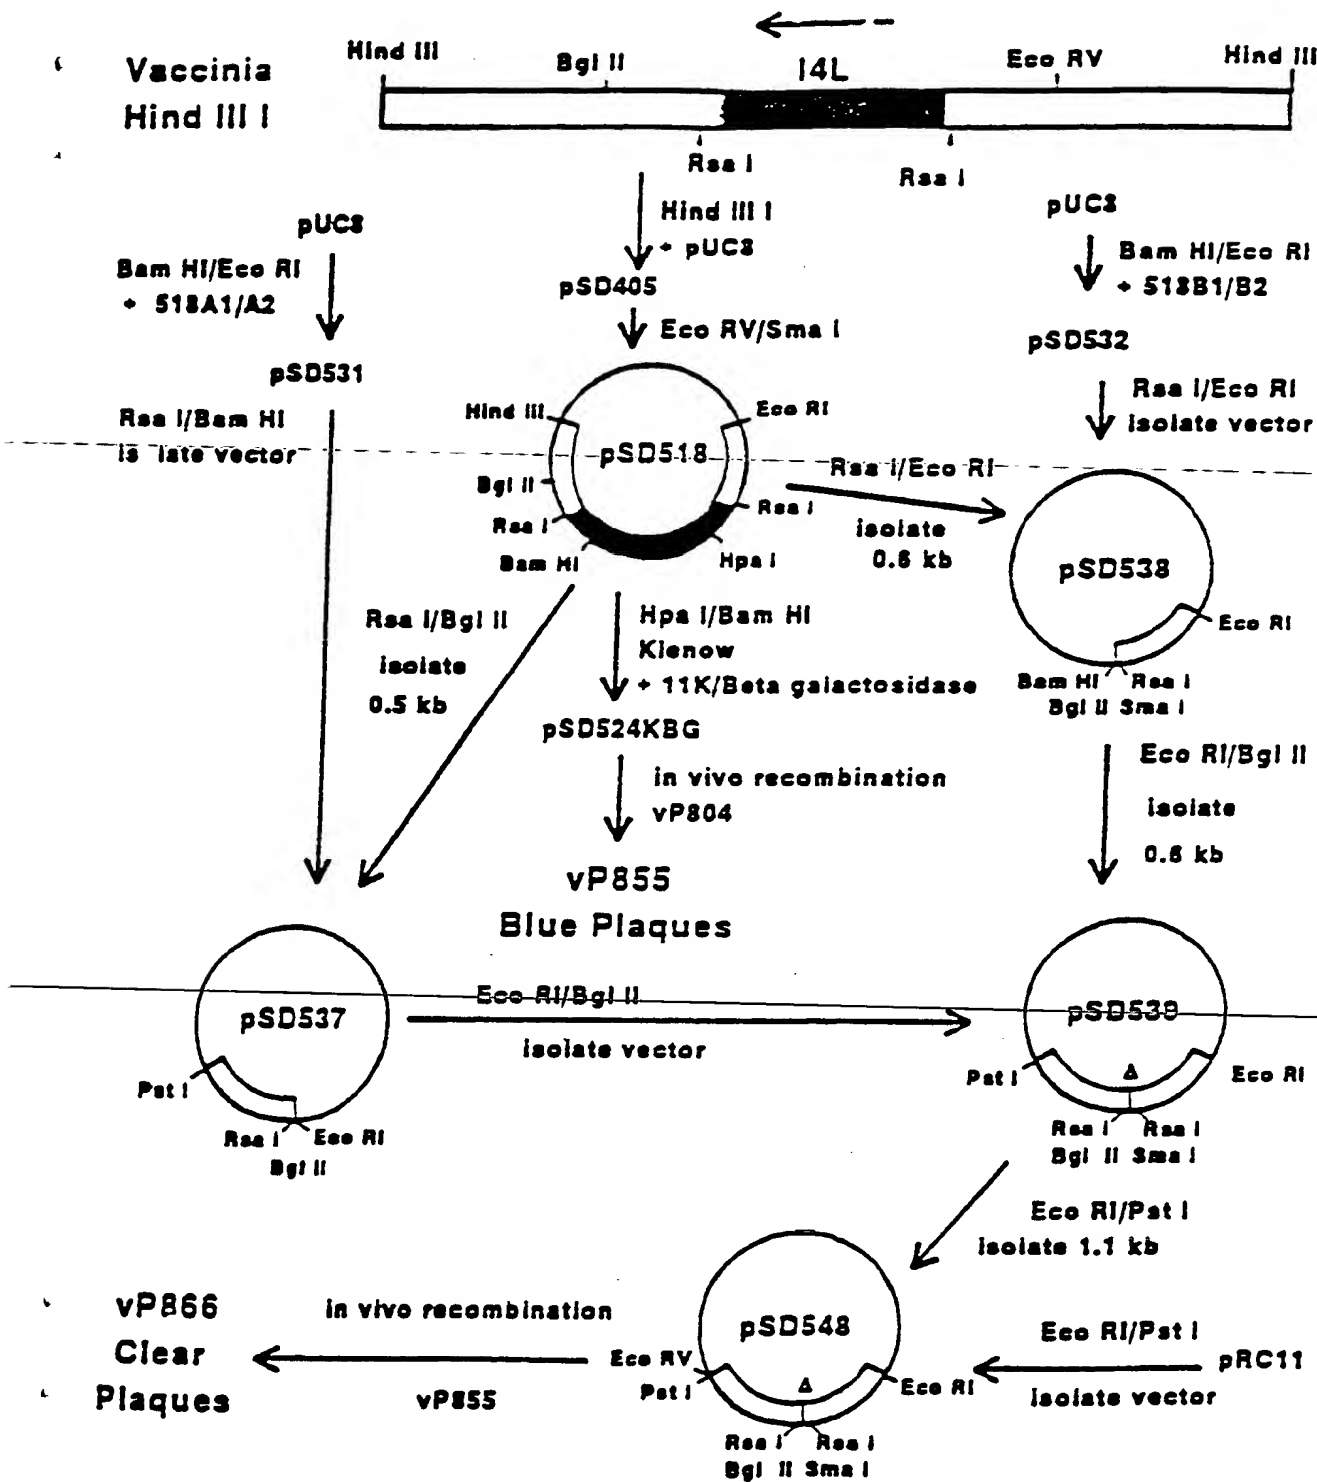 Vaccinia
Hind III I
Hind III
Bgl II
I4L
Eco RV
Hind III
Rsa I
Rsa I
Hind III I
+ pUC8
pSD405
Eco RV/Sma I
pUC8
Bam HI/Eco RI
+ 518A1/A2
pSD531
Rsa I/Bam HI
is late vector
pUC8
Bam HI/Eco RI
+ 518B1/B2
pSD532
Rsa I/Eco RI
isolate vector
pSD518
Hind III
Eco RI
Bgl II
Rsa I
Bam HI
Rsa I
Hpa I
Rsa I/Eco RI
isolate
0.6 kb
pSD538
Eco RI
Bam HI
Rsa I
Bgl II
Sma I
Rsa I/Bgl II
isolate
0.5 kb
Hpa I/Bam HI
Klenow
+ 11K/Beta galactosidase
pSD524KBG
in vivo recombination
vP804
vP855
Blue Plaques
Eco RI/Bgl II
isolate
0.6 kb
pSD537
Pst I
Rsa I
Eco RI
Bgl II
Eco RI/Bgl II
isolate vector
pSD539
Pst I
Δ
Eco RI
Rsa I
Rsa I
Bgl II
Sma I
Eco RI/Pst I
isolate 1.1 kb
pSD548
Eco RV
Pst I
Δ
Eco RI
Rsa I
Rsa I
Bgl II
Sma I
Eco RI/Pst I
isolate vector
pRC11
in vivo recombination
vP855
vP866
Clear
Plaques